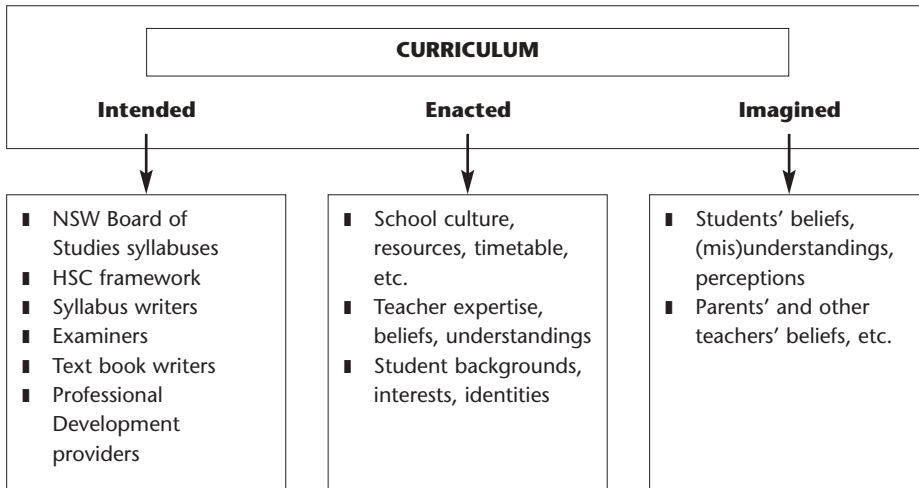 CURRICULUM
Intended
Enacted
Imagined
▮ NSW Board of
Studies syllabuses
▮ HSC framework
▮ Syllabus writers
▮ Examiners
▮ Text book writers
▮ Professional
Development
providers
▮ School culture,
resources, timetable,
etc.
▮ Teacher expertise,
beliefs, understandings
▮ Student backgrounds,
interests, identities
▮ Students’ beliefs,
(mis)understandings,
perceptions
▮ Parents’ and other
teachers’ beliefs, etc.